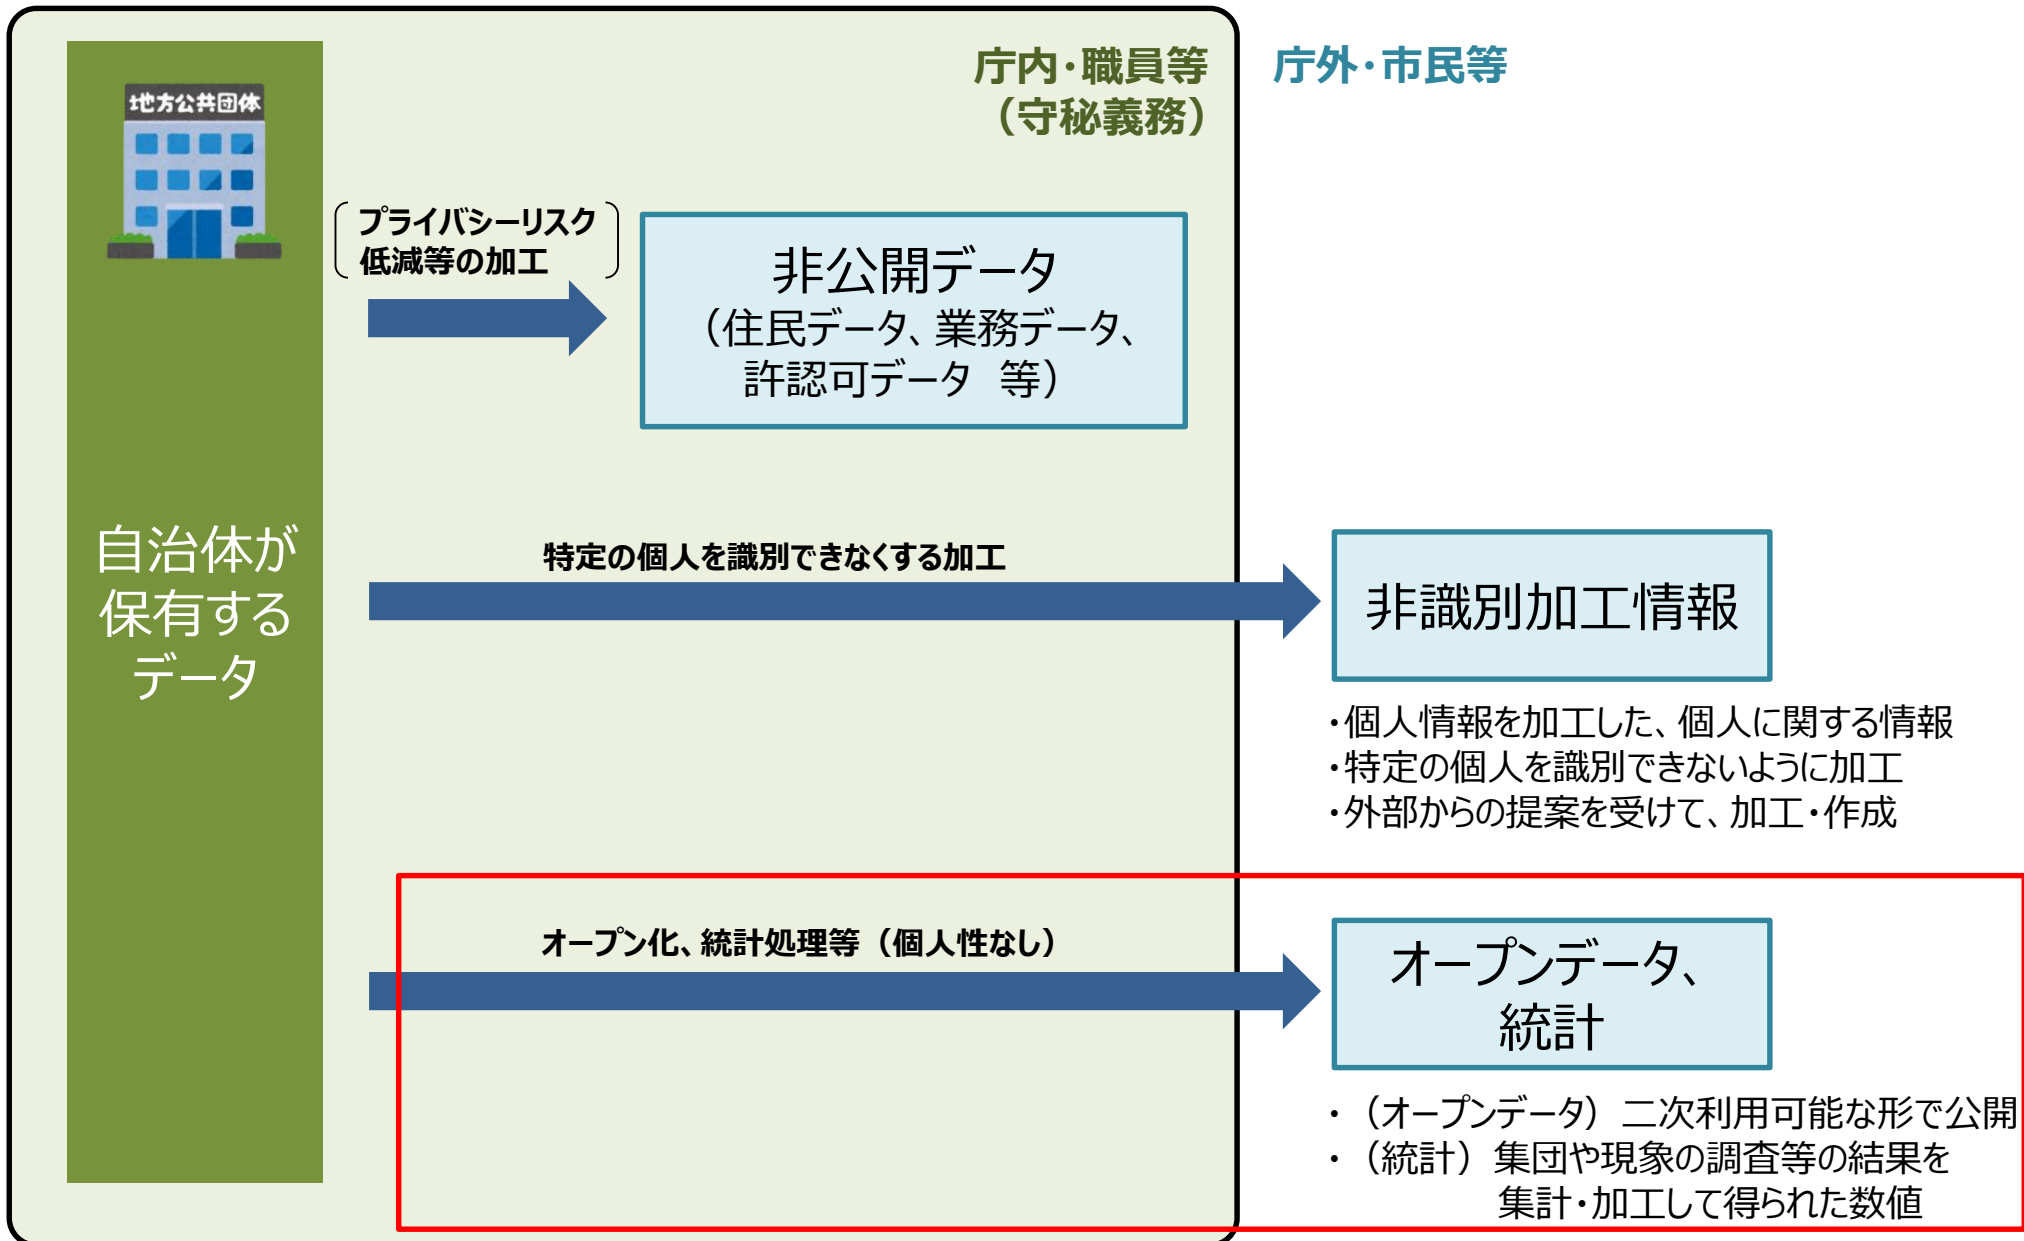 庁内・職員等
（守秘義務）
庁外・市民等
地方公共団体
プライバシーリスク
低減等の加工
非公開データ
（住民データ、業務データ、
許認可データ　等）
自治体が
保有する
データ
特定の個人を識別できなくする加工
非識別加工情報
・個人情報を加工した、個人に関する情報
・特定の個人を識別できないように加工
・外部からの提案を受けて、加工・作成
オープン化、統計処理等（個人性なし）
オープンデータ、
統計
・（オープンデータ）二次利用可能な形で公開
・（統計）集団や現象の調査等の結果を
集計・加工して得られた数値